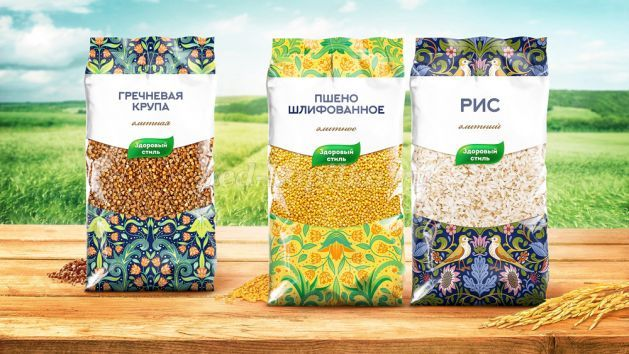 ГРЕЧНЕВАЯ
КРУПА
элитная
Здоровый
стиль
ПШЕНО
ШЛИФОВАННОЕ
элитное
Здоровый
стиль
РИС
элитный
Здоровый
стиль